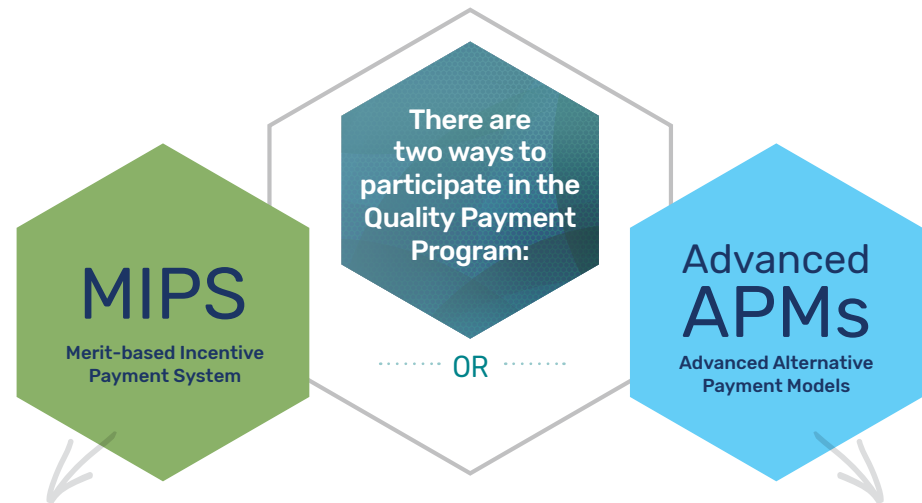 There are
two ways to
participate in the
Quality Payment
Program:
MIPS
Merit-based Incentive
Payment System
OR
Advanced
APMs
Advanced Alternative
Payment Models